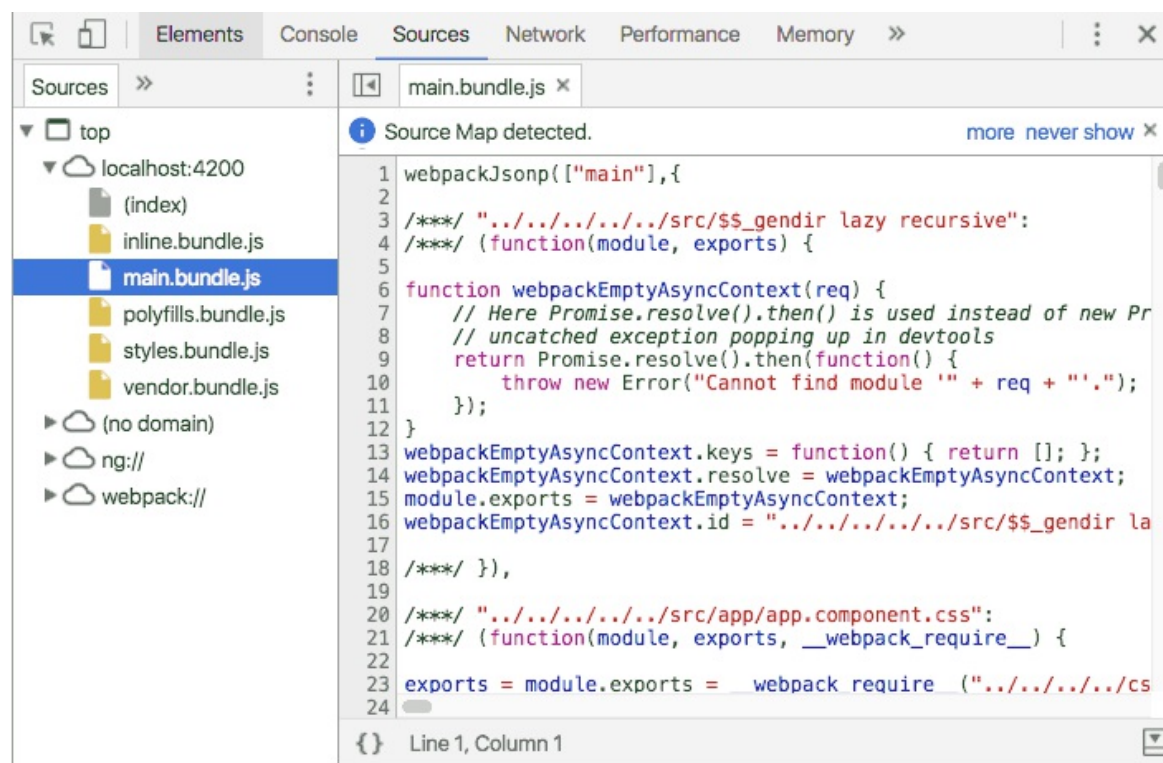 Elements Console Sources Network Performance Memory »
Sources »
main.bundle.js ×
top
localhost:4200
(index)
inline.bundle.js
main.bundle.js
polyfills.bundle.js
styles.bundle.js
vendor.bundle.js
(no domain)
ng://
webpack://
Source Map detected. more never show ×
1 webpackJsonp(["main"],{
2
3 /***/ "../../../../../src/$$_gendir lazy recursive":
4 /***/ (function(module, exports) {
5
6 function webpackEmptyAsyncContext(req) {
7 // Here Promise.resolve().then() is used instead of new Pr
8 // uncatched exception popping up in devtools
9 return Promise.resolve().then(function() {
10 throw new Error("Cannot find module '" + req + "'.");
11 });
12 }
13 webpackEmptyAsyncContext.keys = function() { return []; };
14 webpackEmptyAsyncContext.resolve = webpackEmptyAsyncContext;
15 module.exports = webpackEmptyAsyncContext;
16 webpackEmptyAsyncContext.id = "../../../../../src/$$_gendir la
17
18 /***/ }),
19
20 /***/ "../../../../../src/app/app.component.css":
21 /***/ (function(module, exports, __webpack_require__) {
22
23 exports = module.exports = __webpack_require__("../../../../cs
24
{} Line 1, Column 1